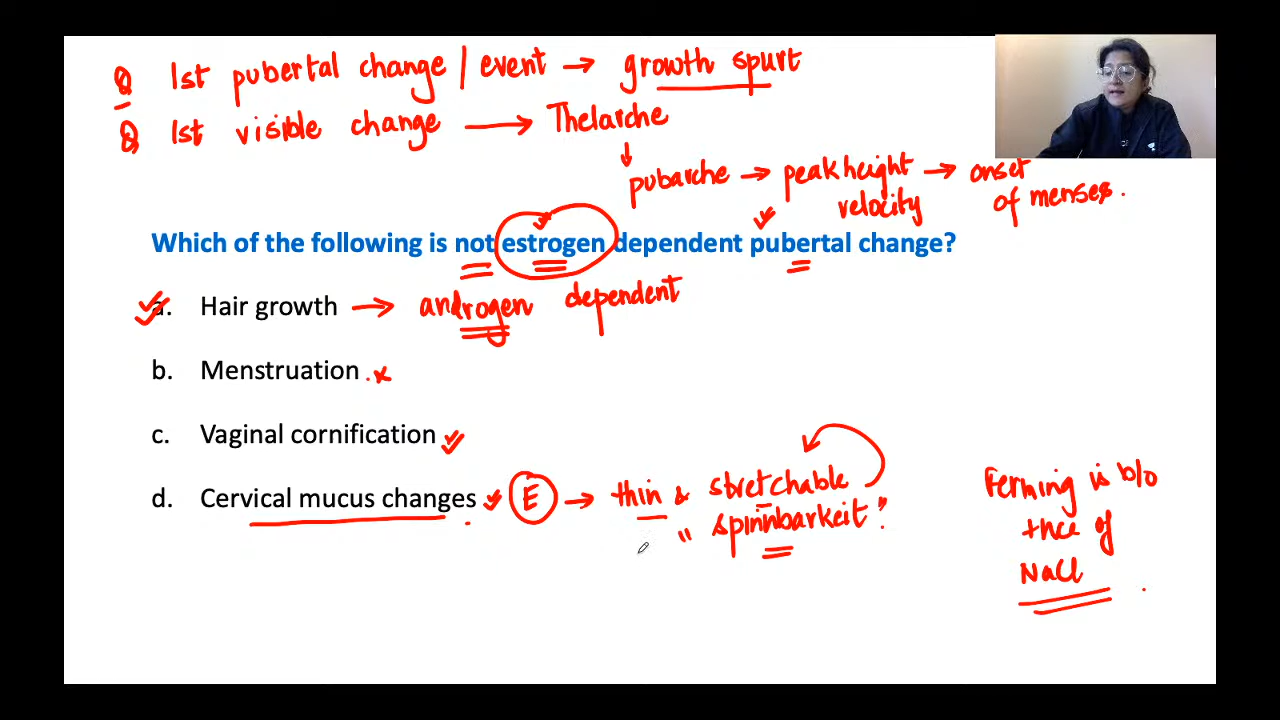 Q 1st pubertal change / event → growth spurt
Q 1st visible change → Thelarche
↓
pubarche → peak height velocity → onset of menses.
Which of the following is not estrogen dependent pubertal change?
a. Hair growth → androgen dependent
b. Menstruation
c. Vaginal cornification
d. Cervical mucus changes E → thin & stretchable
"spinnbarkeit"
Ferning is b/o
+nce of
NaCl